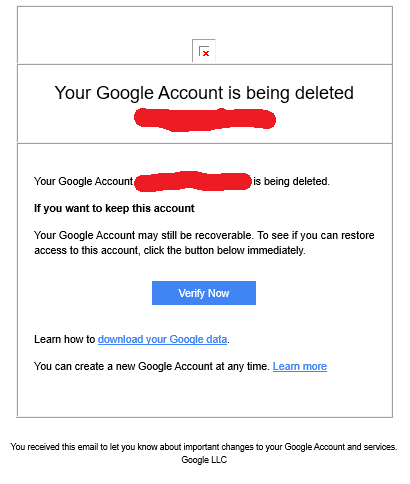 Your Google Account is being deleted
Your Google Account is being deleted.
If you want to keep this account
Your Google Account may still be recoverable. To see if you can restore
access to this account, click the button below immediately.
Verify Now
Learn how to download your Google data.
You can create a new Google Account at any time. Learn more
You received this email to let you know about important changes to your Google Account and services.
Google LLC